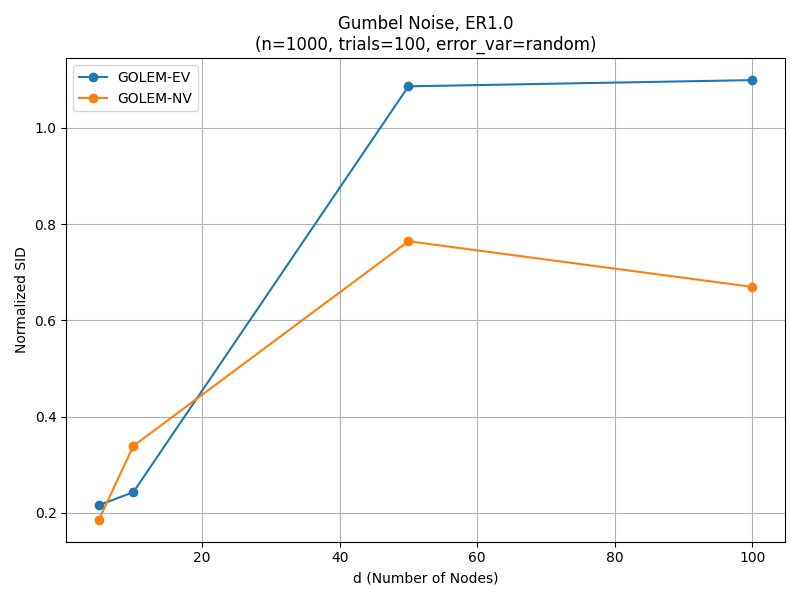 Gumbel Noise, ER1.0
(n=1000, trials=100, error_var=random)
GOLEM-EV
GOLEM-NV
Normalized SID
1.0
0.8
0.6
0.4
0.2
20 40 60 80 100
d (Number of Nodes)